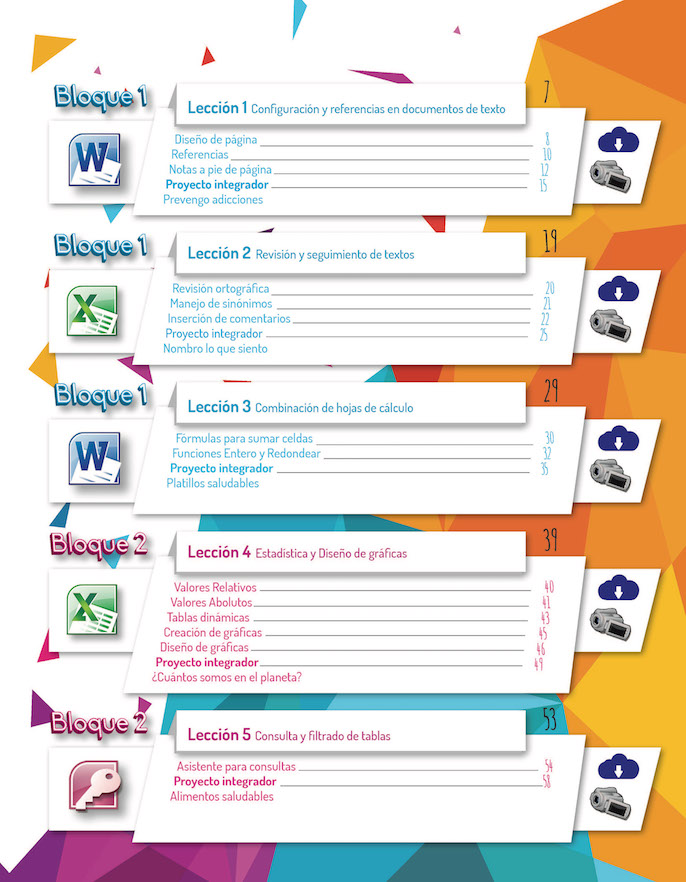 Bloque 1
Lección 1 Configuración y referencias en documentos de texto 7
Diseño de página 8
Referencias 10
Notas a pie de página 12
Proyecto integrador 15
Prevengo adicciones
Bloque 1
Lección 2 Revisión y seguimiento de textos 19
Revisión ortográfica 20
Manejo de sinónimos 21
Inserción de comentarios 22
Proyecto integrador 25
Nombro lo que siento
Bloque 1
Lección 3 Combinación de hojas de cálculo 29
Fórmulas para sumar celdas 30
Funciones Entero y Redondear 32
Proyecto integrador 35
Platillos saludables
Bloque 2
Lección 4 Estadística y Diseño de gráficas 39
Valores Relativos 40
Valores Abolutos 41
Tablas dinámicas 43
Creación de gráficas 45
Diseño de gráficas 46
Proyecto integrador 49
¿Cuántos somos en el planeta?
Bloque 2
Lección 5 Consulta y filtrado de tablas 53
Asistente para consultas 54
Proyecto integrador 58
Alimentos saludables